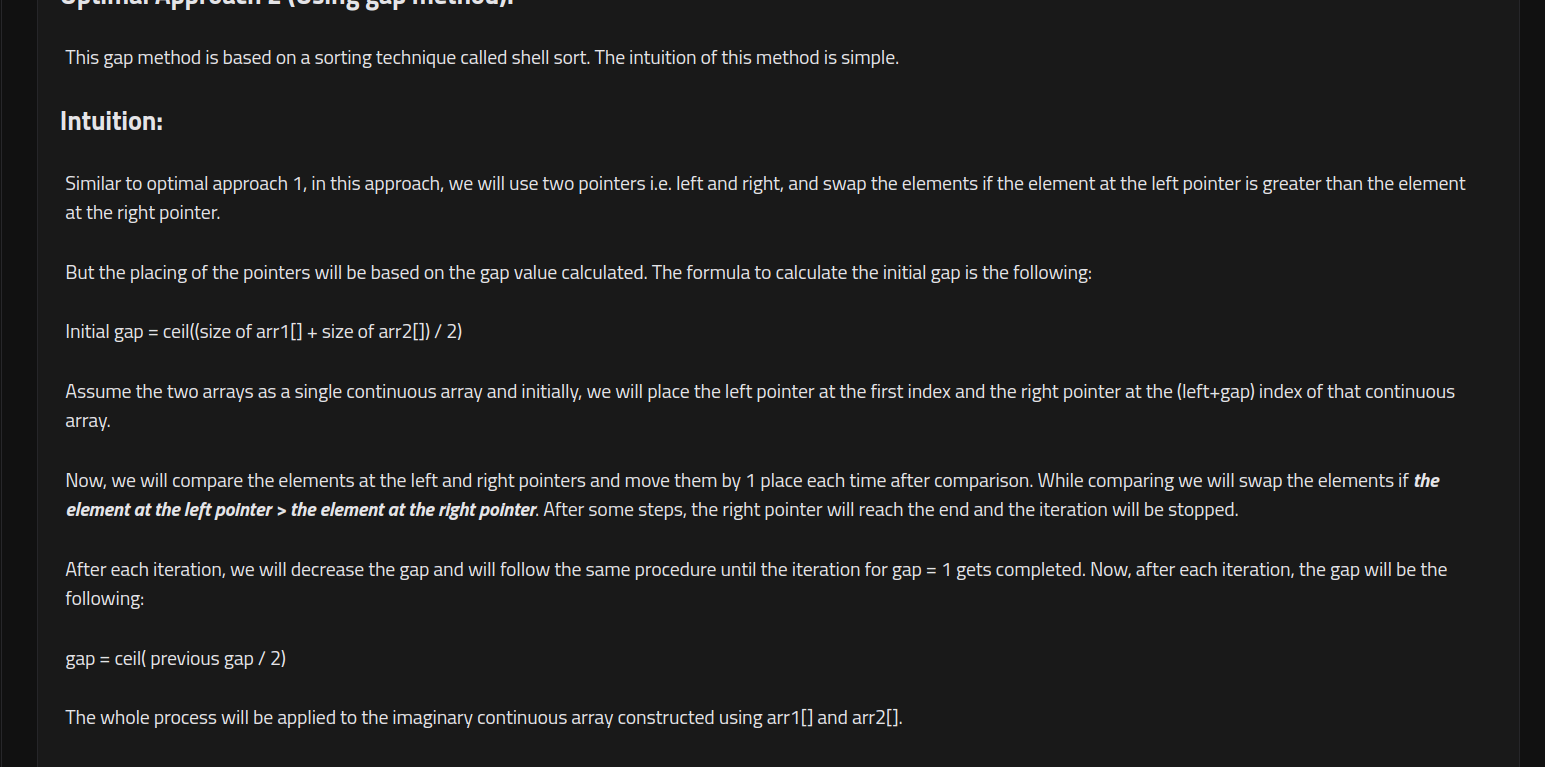 Optimal Approach 2 (Using gap method):
This gap method is based on a sorting technique called shell sort. The intuition of this method is simple.
Intuition:
Similar to optimal approach 1, in this approach, we will use two pointers i.e. left and right, and swap the elements if the element at the left pointer is greater than the element
at the right pointer.
But the placing of the pointers will be based on the gap value calculated. The formula to calculate the initial gap is the following:
Initial gap = ceil((size of arr1[] + size of arr2[]) / 2)
Assume the two arrays as a single continuous array and initially, we will place the left pointer at the first index and the right pointer at the (left+gap) index of that continuous
array.
Now, we will compare the elements at the left and right pointers and move them by 1 place each time after comparison. While comparing we will swap the elements if the
element at the left pointer > the element at the right pointer. After some steps, the right pointer will reach the end and the iteration will be stopped.
After each iteration, we will decrease the gap and will follow the same procedure until the iteration for gap = 1 gets completed. Now, after each iteration, the gap will be the
following:
gap = ceil( previous gap / 2)
The whole process will be applied to the imaginary continuous array constructed using arr1[] and arr2[].